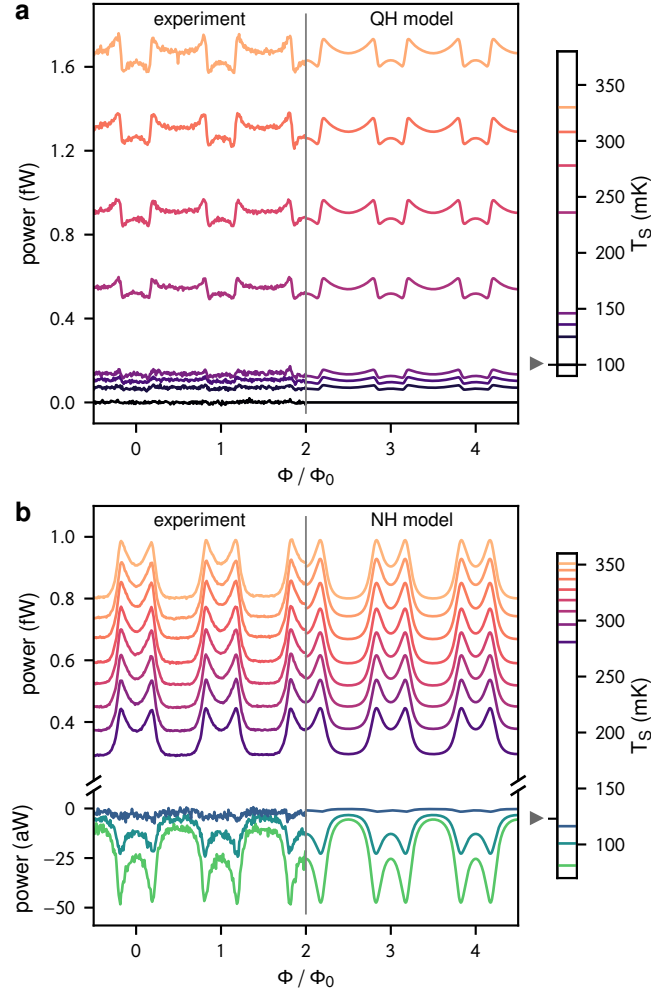 a
experiment
QH model
1.6
1.2
0.8
0.4
0.0
power (fW)
0
1
2
3
4
Φ / Φ₀
350
300
250
200
150
100
T_S (mK)
b
experiment
NH model
1.0
0.8
0.6
0.4
power (fW)
0
−25
−50
power (aW)
0
1
2
3
4
Φ / Φ₀
350
300
250
200
150
100
T_S (mK)